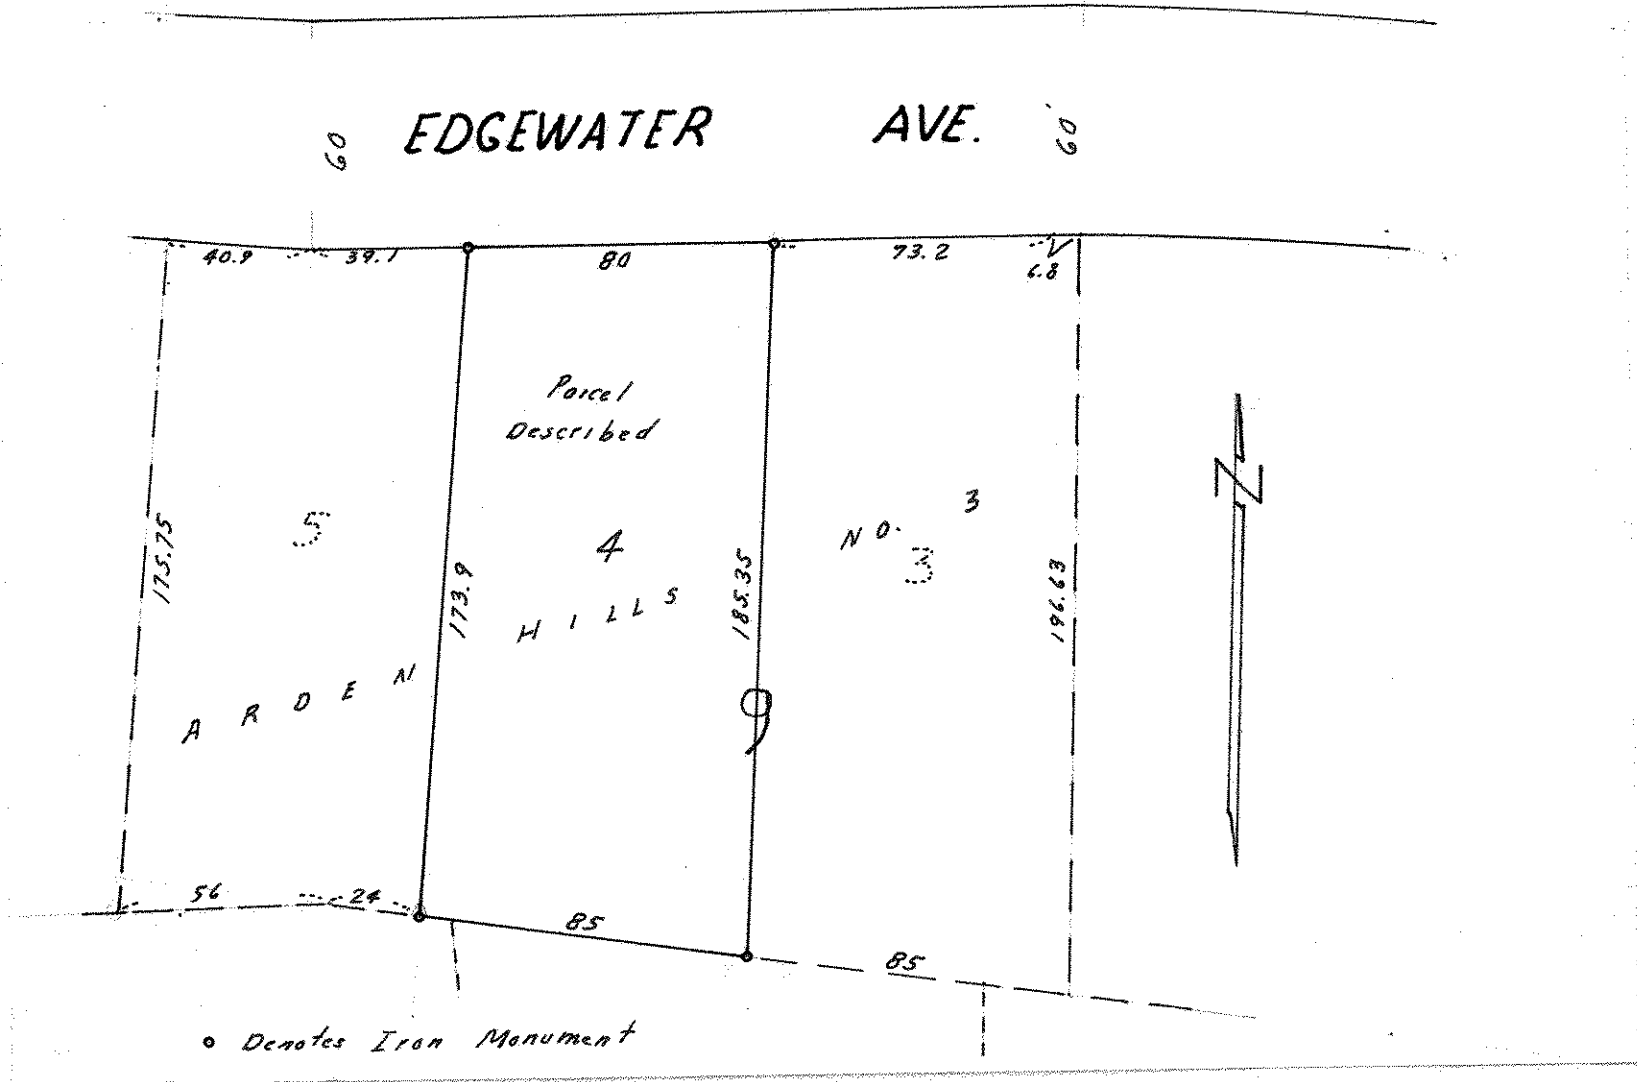 EDGEWATER AVE.
60
60
40.9
39.1
80
73.2
6.8
Parcel
Described
175.75
5
173.9
4
185.35
NO. 3
3
196.63
ARDEN HILLS
9
N
56
24
85
85
Denotes Iron Monument